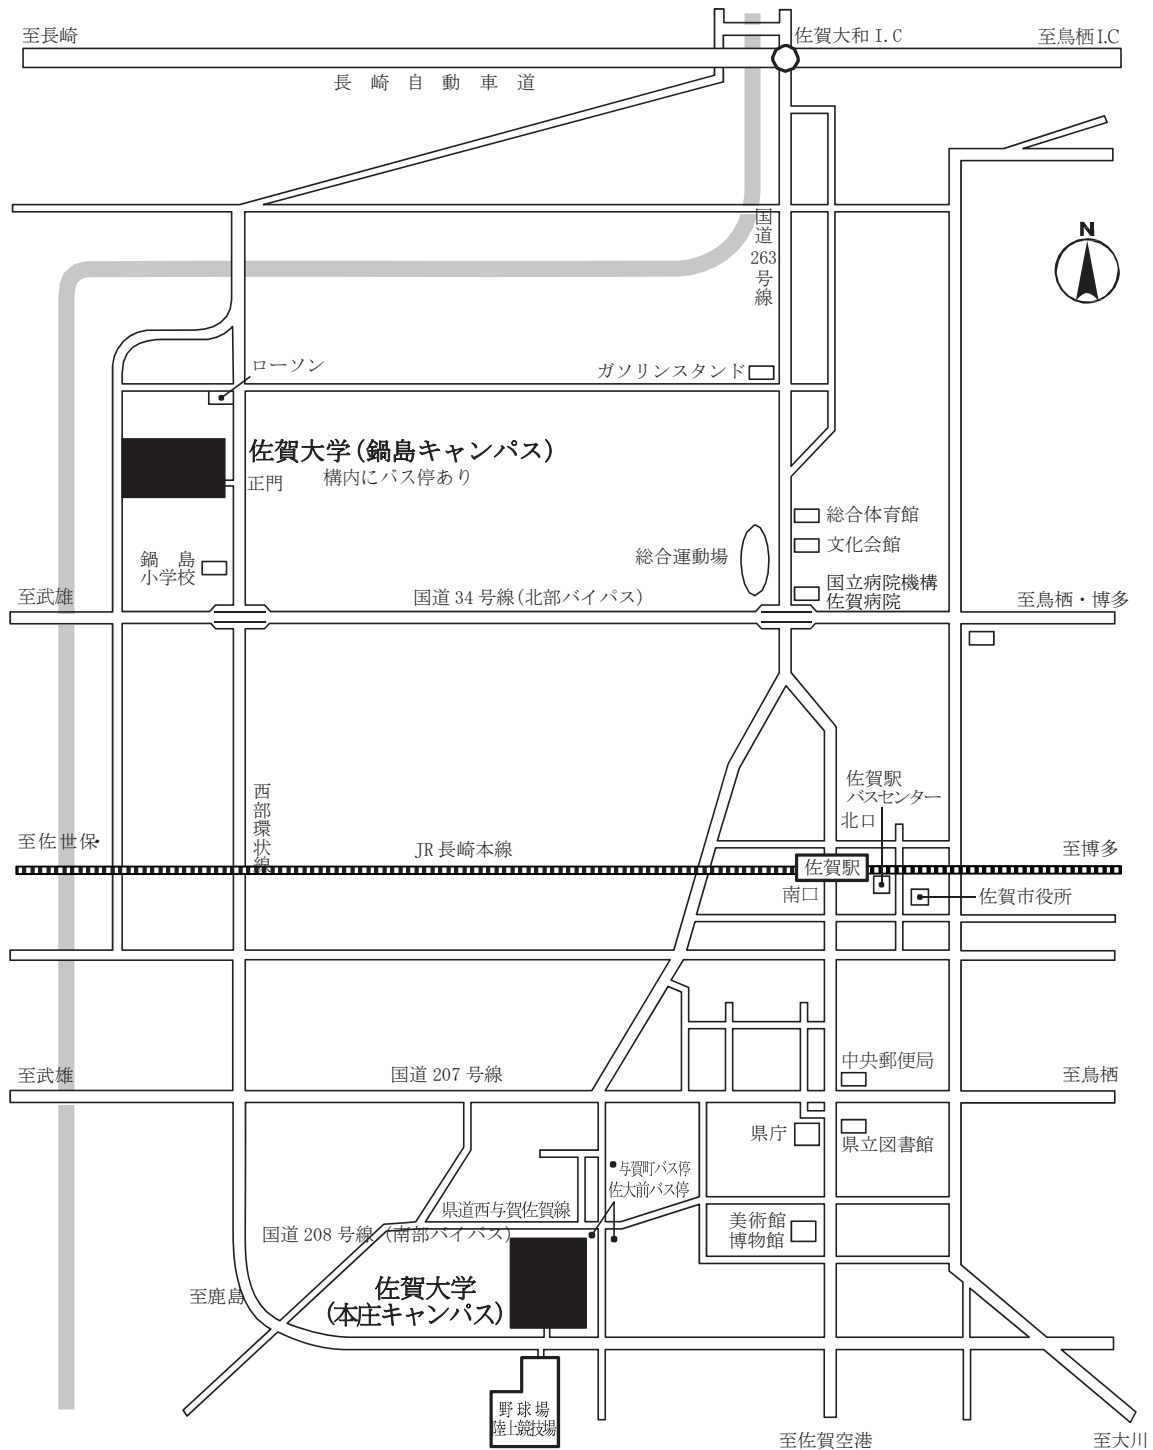 至長崎
佐賀大和 I.C
至鳥栖I.C
長崎自動車道
N
国道263号線
ローソン
ガソリンスタンド
佐賀大学(鍋島キャンパス)
正門
構内にバス停あり
総合体育館
文化会館
総合運動場
鍋島
小学校
国立病院機構
佐賀病院
至武雄
国道 34 号線(北部バイパス)
至鳥栖・博多
西部環状線
佐賀駅
バスセンター
北口
至佐世保
JR 長崎本線
佐賀駅
至博多
南口
佐賀市役所
中央郵便局
至武雄
国道 207 号線
至鳥栖
県庁
県立図書館
与賀町バス停
佐大前バス停
県道西与賀佐賀線
国道 208 号線 (南部バイパス)
美術館
博物館
至鹿島
佐賀大学
(本庄キャンパス)
野球場
陸上競技場
至佐賀空港
至大川